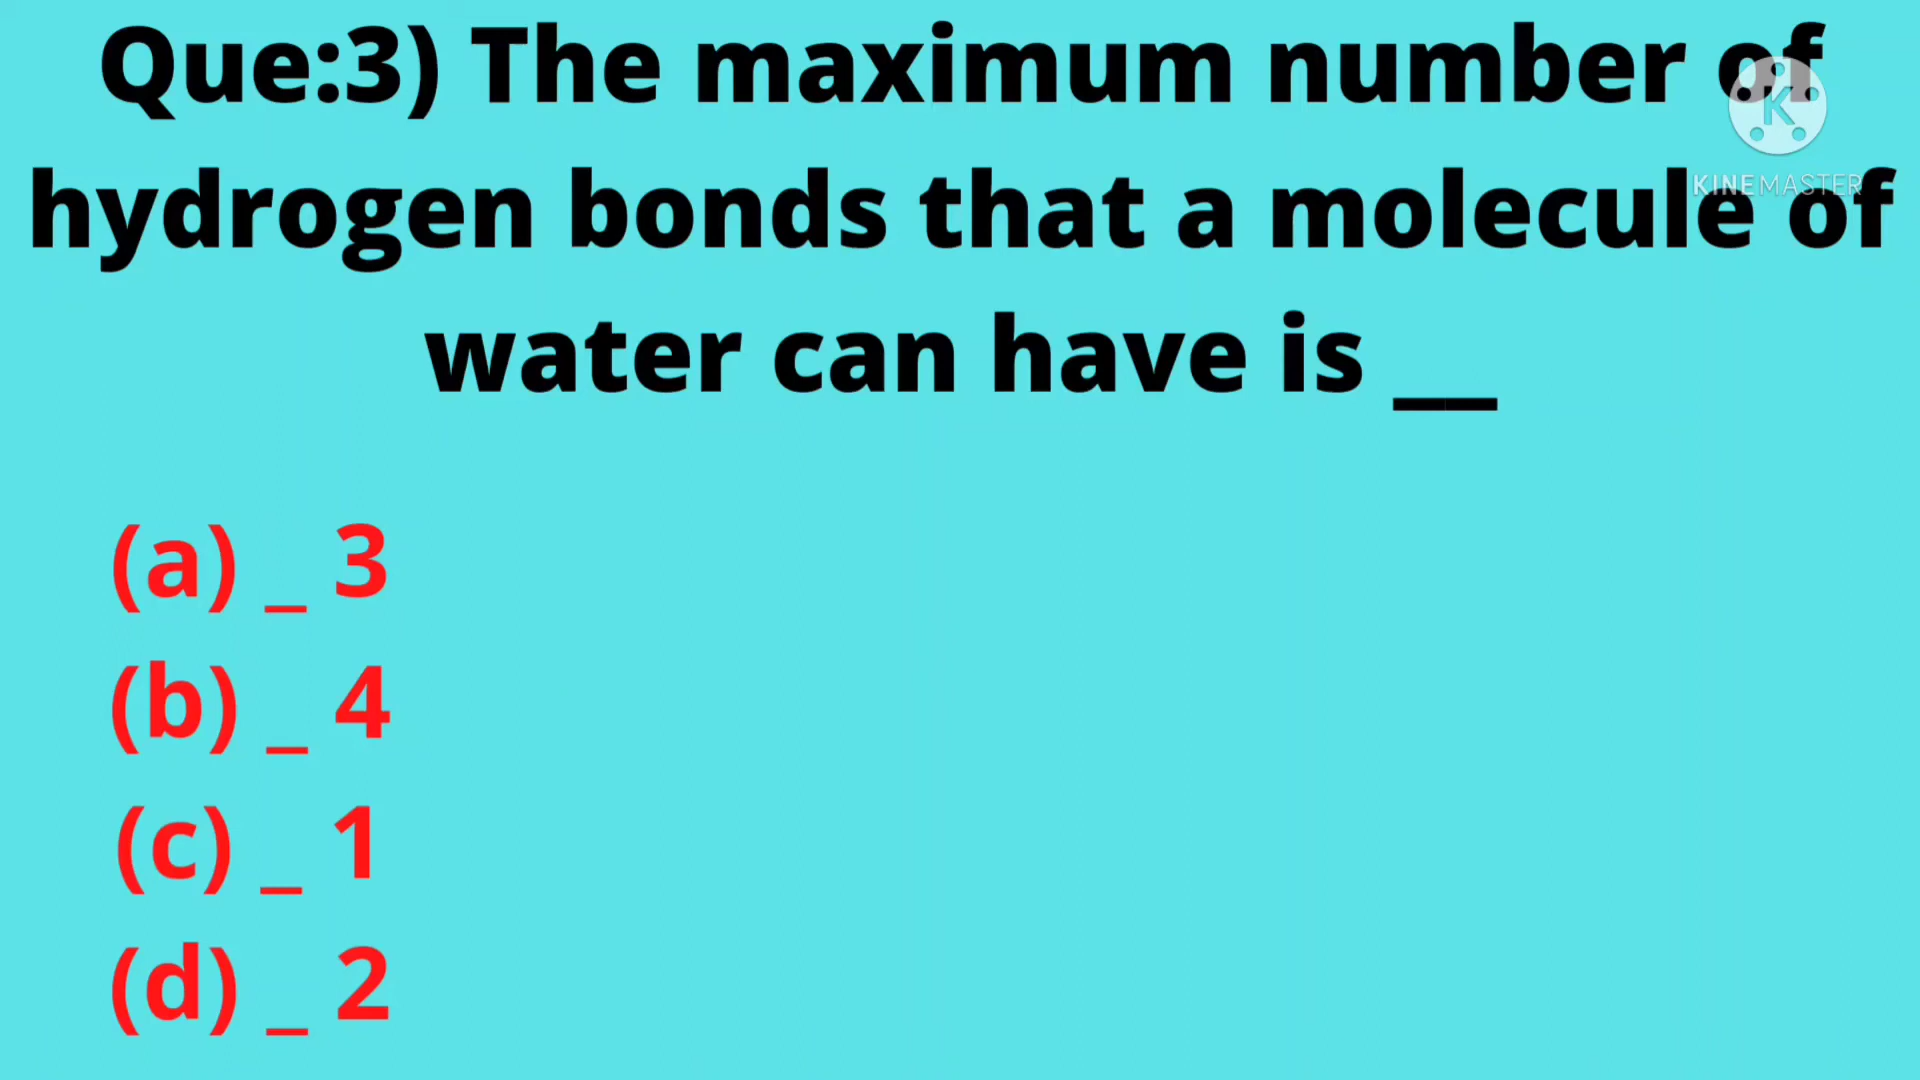 Que:3) The maximum number of
hydrogen bonds that a molecule of
water can have is __
(a) _ 3
(b) _ 4
(c) _ 1
(d) _ 2
K
KINEMASTER